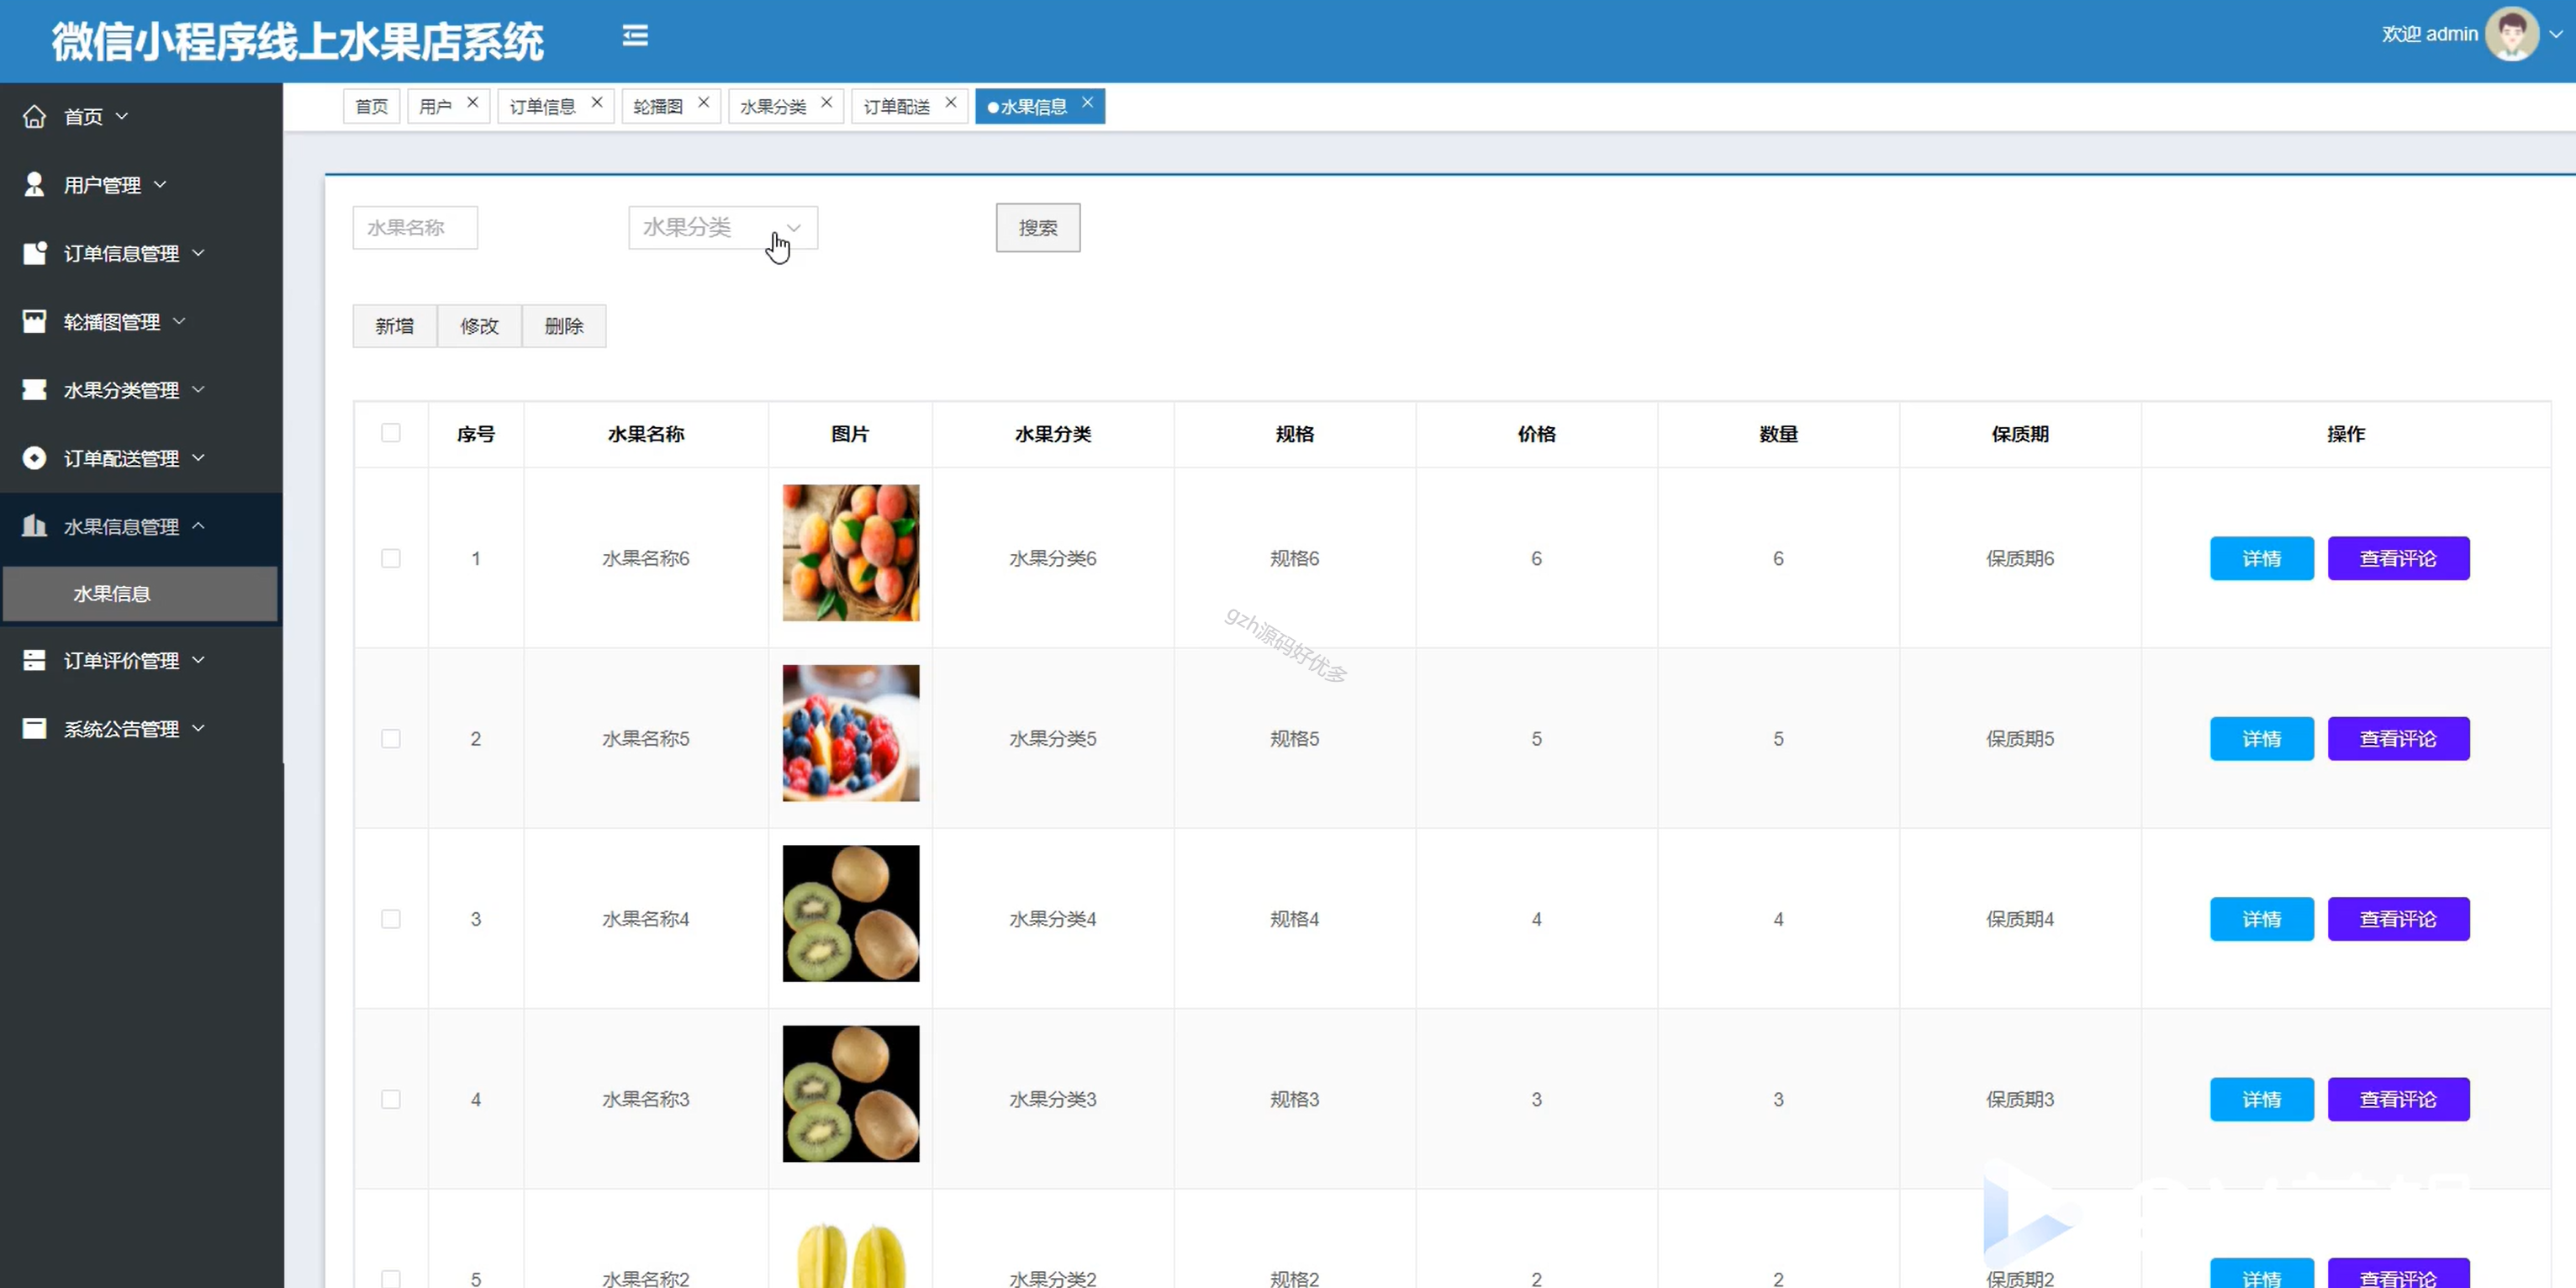 微信小程序线上水果店系统
欢迎 admin
首页
用户管理
订单信息管理
轮播图管理
水果分类管理
订单配送管理
水果信息管理
水果信息
订单评价管理
系统公告管理
首页 用户 订单信息 轮播图 水果分类 订单配送 水果信息
水果名称 水果分类 搜索
新增 修改 删除
序号 水果名称 图片 水果分类 规格 价格 数量 保质期 操作
1 水果名称6 水果分类6 规格6 6 6 保质期6 详情 查看评论
gzh源码好优多
2 水果名称5 水果分类5 规格5 5 5 保质期5 详情 查看评论
3 水果名称4 水果分类4 规格4 4 4 保质期4 详情 查看评论
4 水果名称3 水果分类3 规格3 3 3 保质期3 详情 查看评论
5 水果名称2 水果分类2 规格2 2 2 保质期2 详情 查看评论